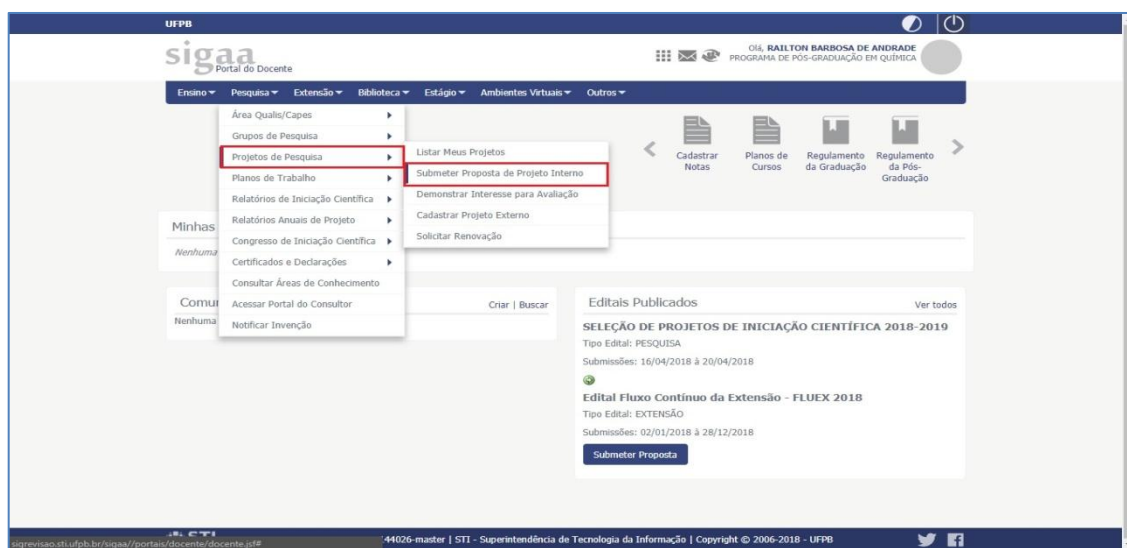 UFPB
sigaa
Portal do Docente
Olá, RAILTON BARBOSA DE ANDRADE
PROGRAMA DE PÓS-GRADUAÇÃO EM QUÍMICA
Ensino Pesquisa Extensão Biblioteca Estágio Ambientes Virtuais Outros
Área Qualis/Capes
Grupos de Pesquisa
Projetos de Pesquisa
Planos de Trabalho
Relatórios de Iniciação Científica
Relatórios Anuais de Projeto
Congresso de Iniciação Científica
Certificados e Declarações
Consultar Áreas de Conhecimento
Acessar Portal do Consultor
Notificar Invenção
Listar Meus Projetos
Submeter Proposta de Projeto Interno
Demonstrar Interesse para Avaliação
Cadastrar Projeto Externo
Solicitar Renovação
Cadastrar Notas
Planos de Cursos
Regulamento da Graduação
Regulamento da Pós-Graduação
Minhas
Nenhuma
Comu
Criar | Buscar
Nenhuma
Editais Publicados
Ver todos
SELEÇÃO DE PROJETOS DE INICIAÇÃO CIENTÍFICA 2018-2019
Tipo Edital: PESQUISA
Submissões: 16/04/2018 à 20/04/2018
Edital Fluxo Contínuo da Extensão - FLUEX 2018
Tipo Edital: EXTENSÃO
Submissões: 02/01/2018 à 28/12/2018
Submeter Proposta
STI
sigrevisao.sti.ufpb.br/sigaa//portais/docente/docente.jsf#
44026-master | STI - Superintendência de Tecnologia da Informação | Copyright © 2006-2018 - UFPB